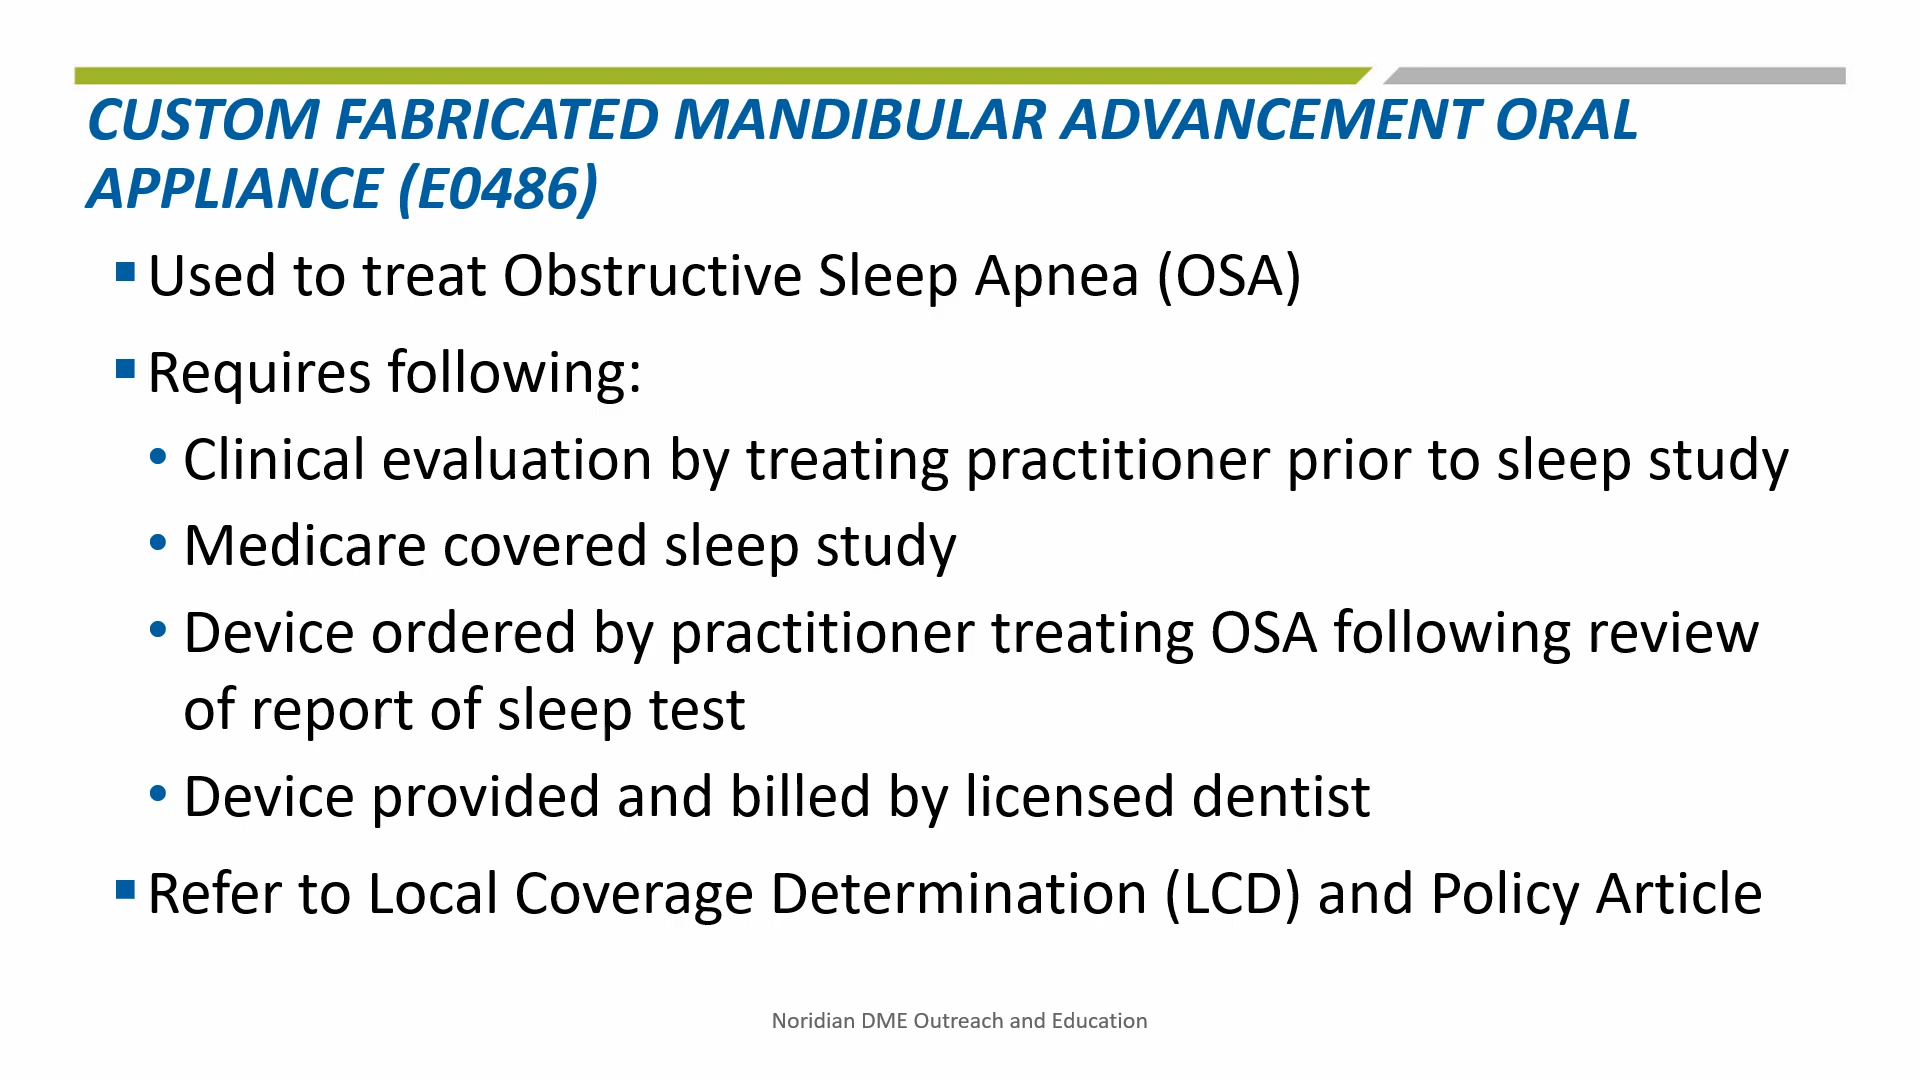 CUSTOM FABRICATED MANDIBULAR ADVANCEMENT ORAL
APPLIANCE (E0486)
▪ Used to treat Obstructive Sleep Apnea (OSA)
▪ Requires following:
• Clinical evaluation by treating practitioner prior to sleep study
• Medicare covered sleep study
• Device ordered by practitioner treating OSA following review
of report of sleep test
• Device provided and billed by licensed dentist
▪ Refer to Local Coverage Determination (LCD) and Policy Article
Noridian DME Outreach and Education